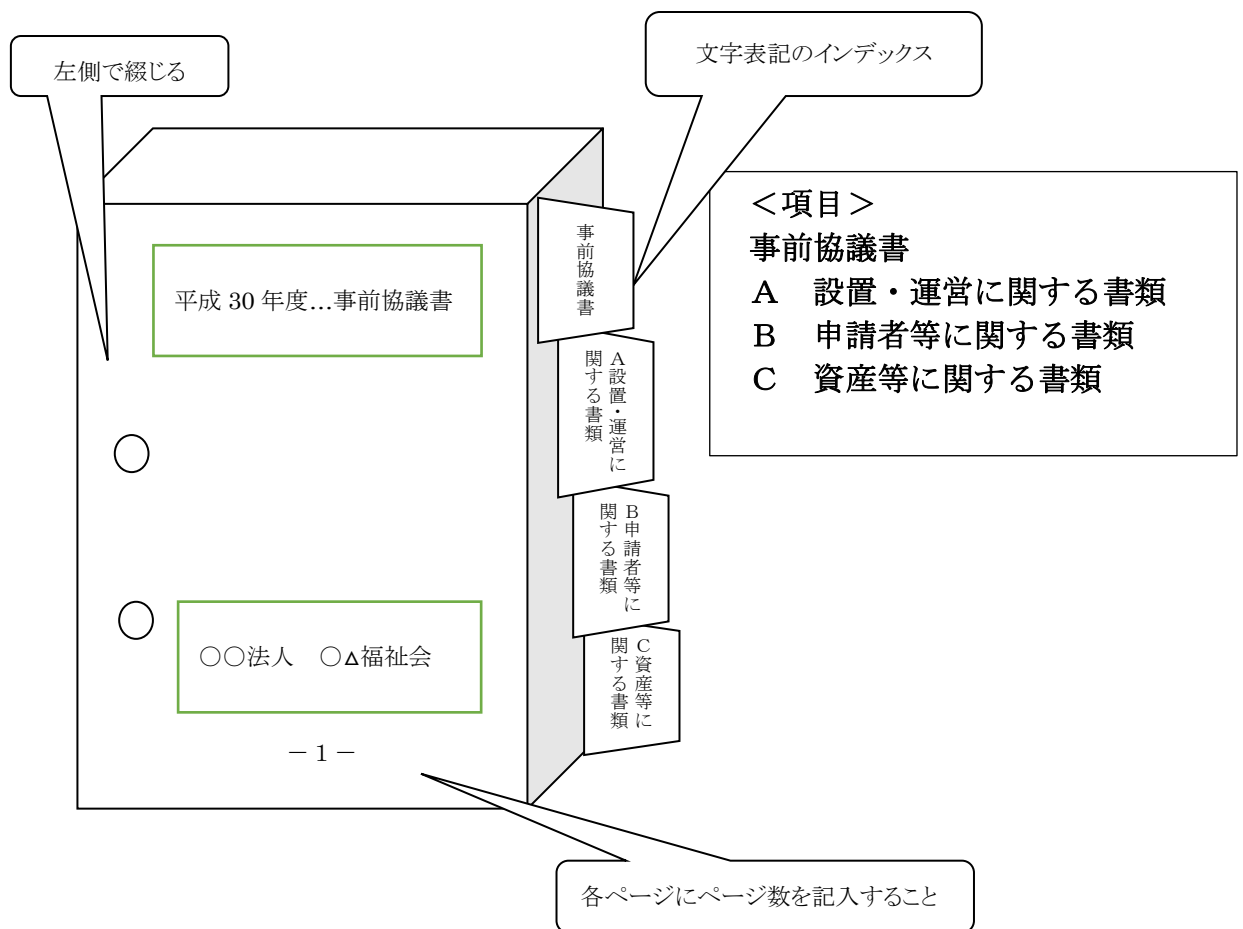 左側で綴じる
文字表記のインデックス
平成 30 年度…事前協議書
事前協議書
A設置・運営に
関する書類
B申請者等に
関する書類
C資産等に
関する書類
○○法人　○△福祉会
－１－
各ページにページ数を記入すること
＜項目＞
事前協議書
Ａ　設置・運営に関する書類
Ｂ　申請者等に関する書類
Ｃ　資産等に関する書類